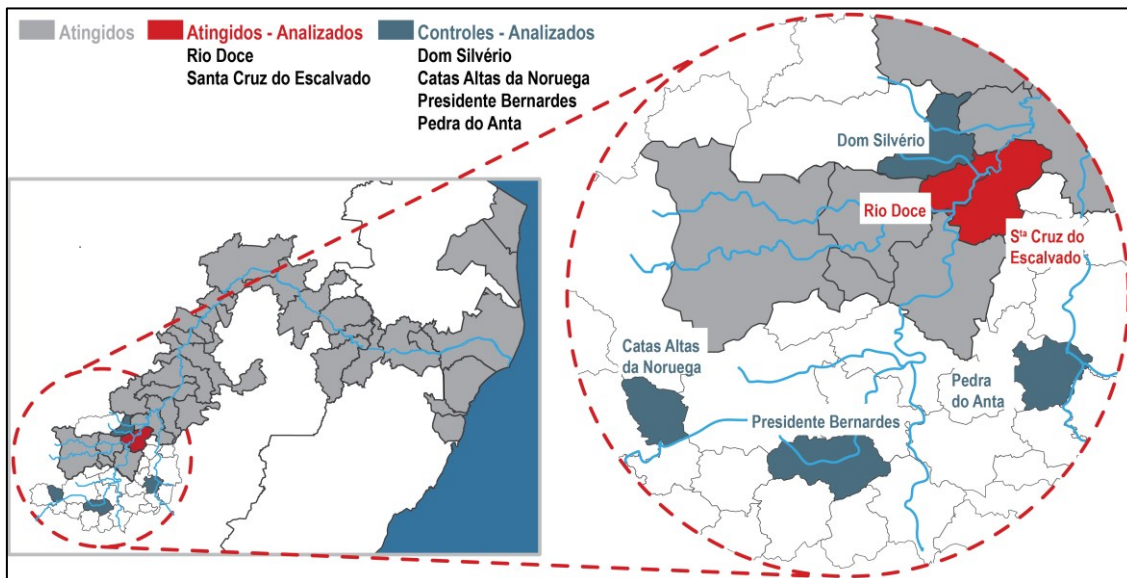 Atingidos
Atingidos - Analizados
Rio Doce
Santa Cruz do Escalvado
Controles - Analizados
Dom Silvério
Catas Altas da Noruega
Presidente Bernardes
Pedra do Anta
Dom Silvério
Rio Doce
Sta Cruz do
Escalvado
Catas Altas
da Noruega
Pedra
do Anta
Presidente Bernardes